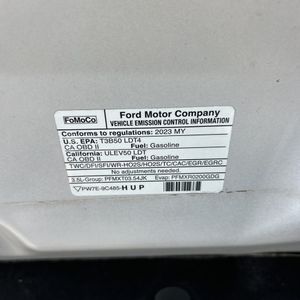 FoMoCo
Ford Motor Company
VEHICLE EMISSION CONTROL INFORMATION
Conforms to regulations: 2023 MY
U.S. EPA: T3B50 LDT4
CA OBD II Fuel: Gasoline
California: ULEV50 LDT
CA OBD II Fuel: Gasoline
TWC/DFI/SFI/WR-HO2S/HO2S/TC/CAC/EGR/EGRC
No adjustments needed.
3.5L-Group: PFMXT03.54JK Evap: PFMXR0200GDG
PW7E-9C485-HUP